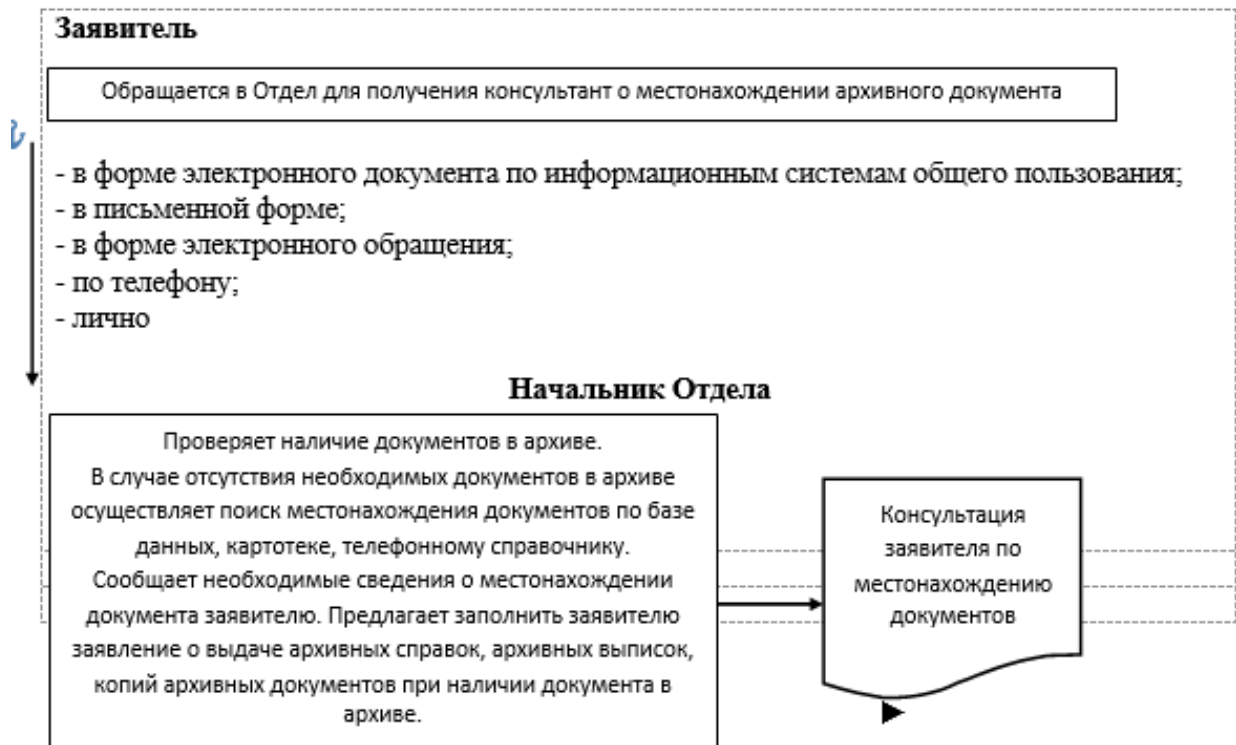 Заявитель
Обращается в Отдел для получения консультант о местонахождении архивного документа
- в форме электронного документа по информационным системам общего пользования;
- в письменной форме;
- в форме электронного обращения;
- по телефону;
- лично
Начальник Отдела
Проверяет наличие документов в архиве.
В случае отсутствия необходимых документов в архиве
осуществляет поиск местонахождения документов по базе
данных, картотеке, телефонному справочнику.
Сообщает необходимые сведения о местонахождении
документа заявителю. Предлагает заполнить заявителю
заявление о выдаче архивных справок, архивных выписок,
копий архивных документов при наличии документа в
архиве.
Консультация
заявителя по
местонахождению
документов